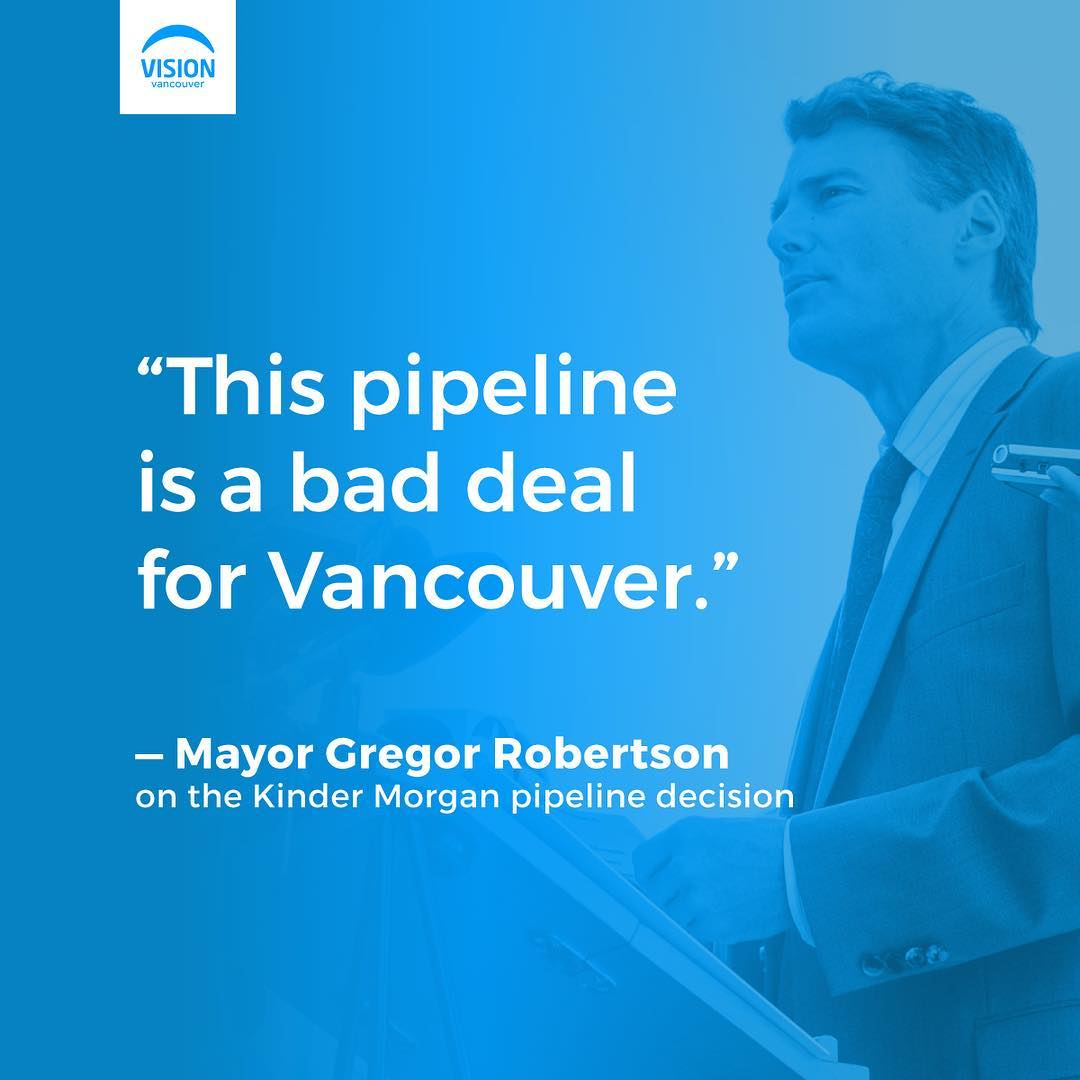 VISION
vancouver
“This pipeline
is a bad deal
for Vancouver.”
— Mayor Gregor Robertson
on the Kinder Morgan pipeline decision